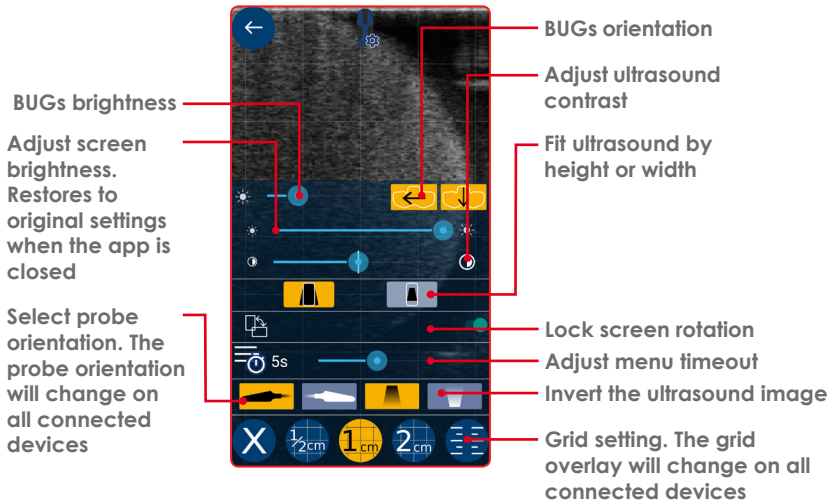 BUGs brightness
Adjust screen
brightness.
Restores to
original settings
when the app is
closed
Select probe
orientation. The
probe orientation
will change on
all connected
devices
5s
X
½cm
1cm
2cm
BUGs orientation
Adjust ultrasound
contrast
Fit ultrasound by
height or width
Lock screen rotation
Adjust menu timeout
Invert the ultrasound image
Grid setting. The grid
overlay will change on all
connected devices